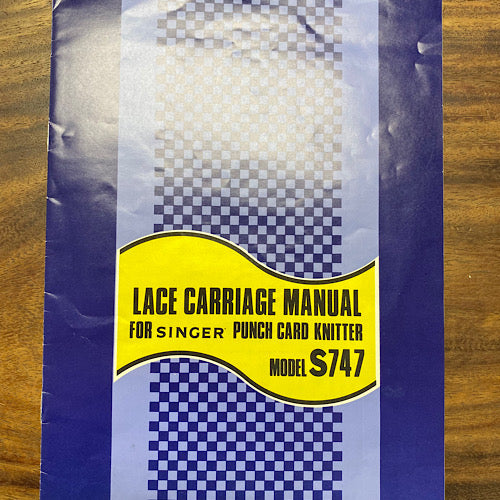 LACE CARRIAGE MANUAL
FOR SINGER PUNCH CARD KNITTER
MODEL S747